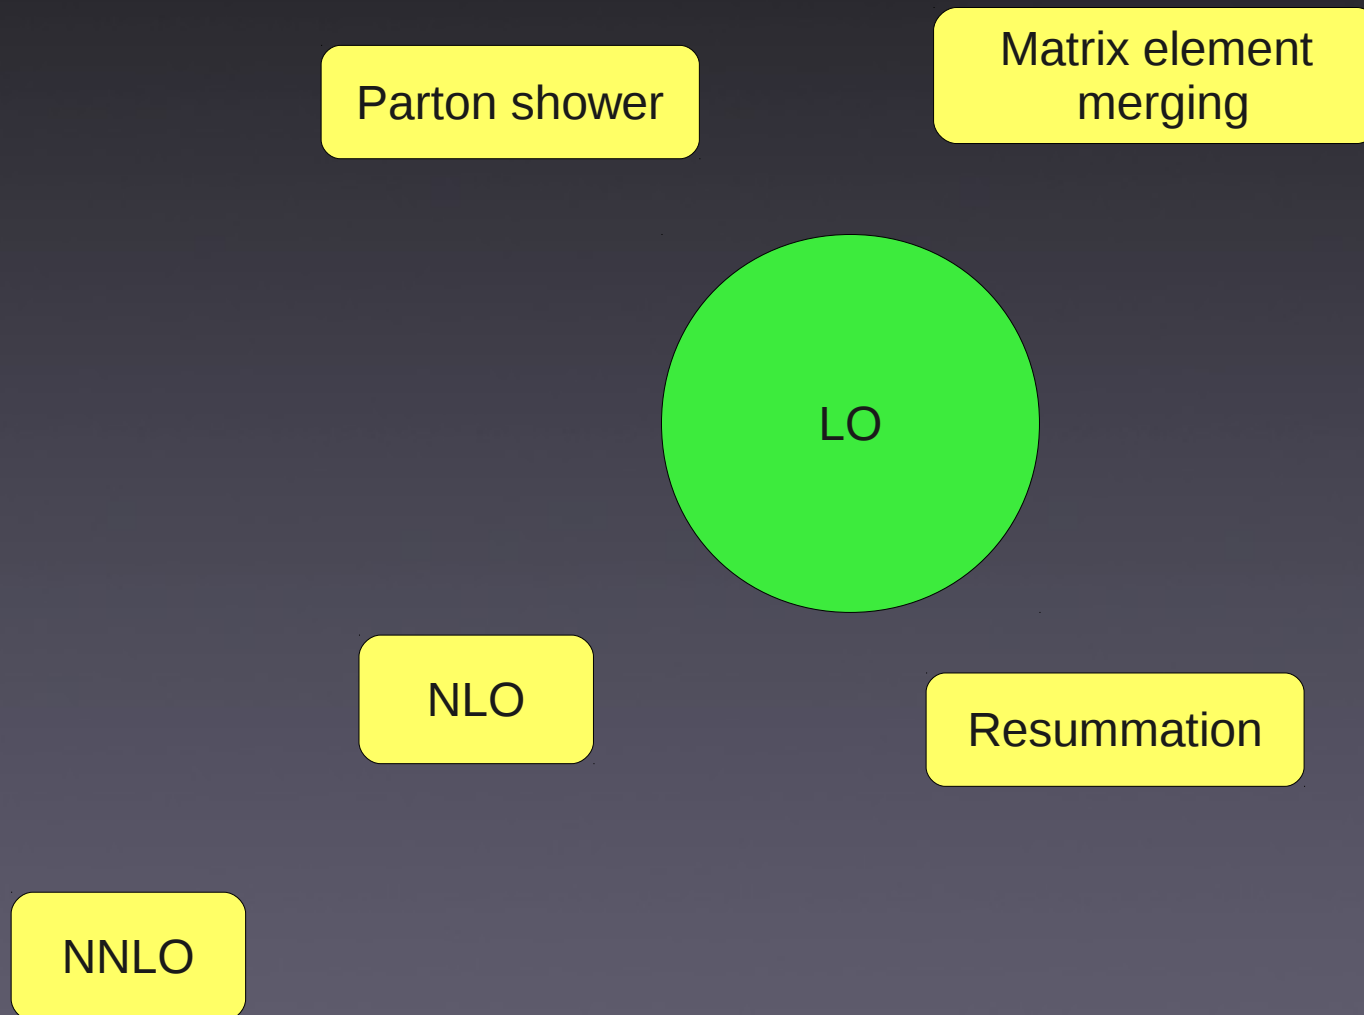 Matrix element
merging
Parton shower
LO
NLO
Resummation
NNLO